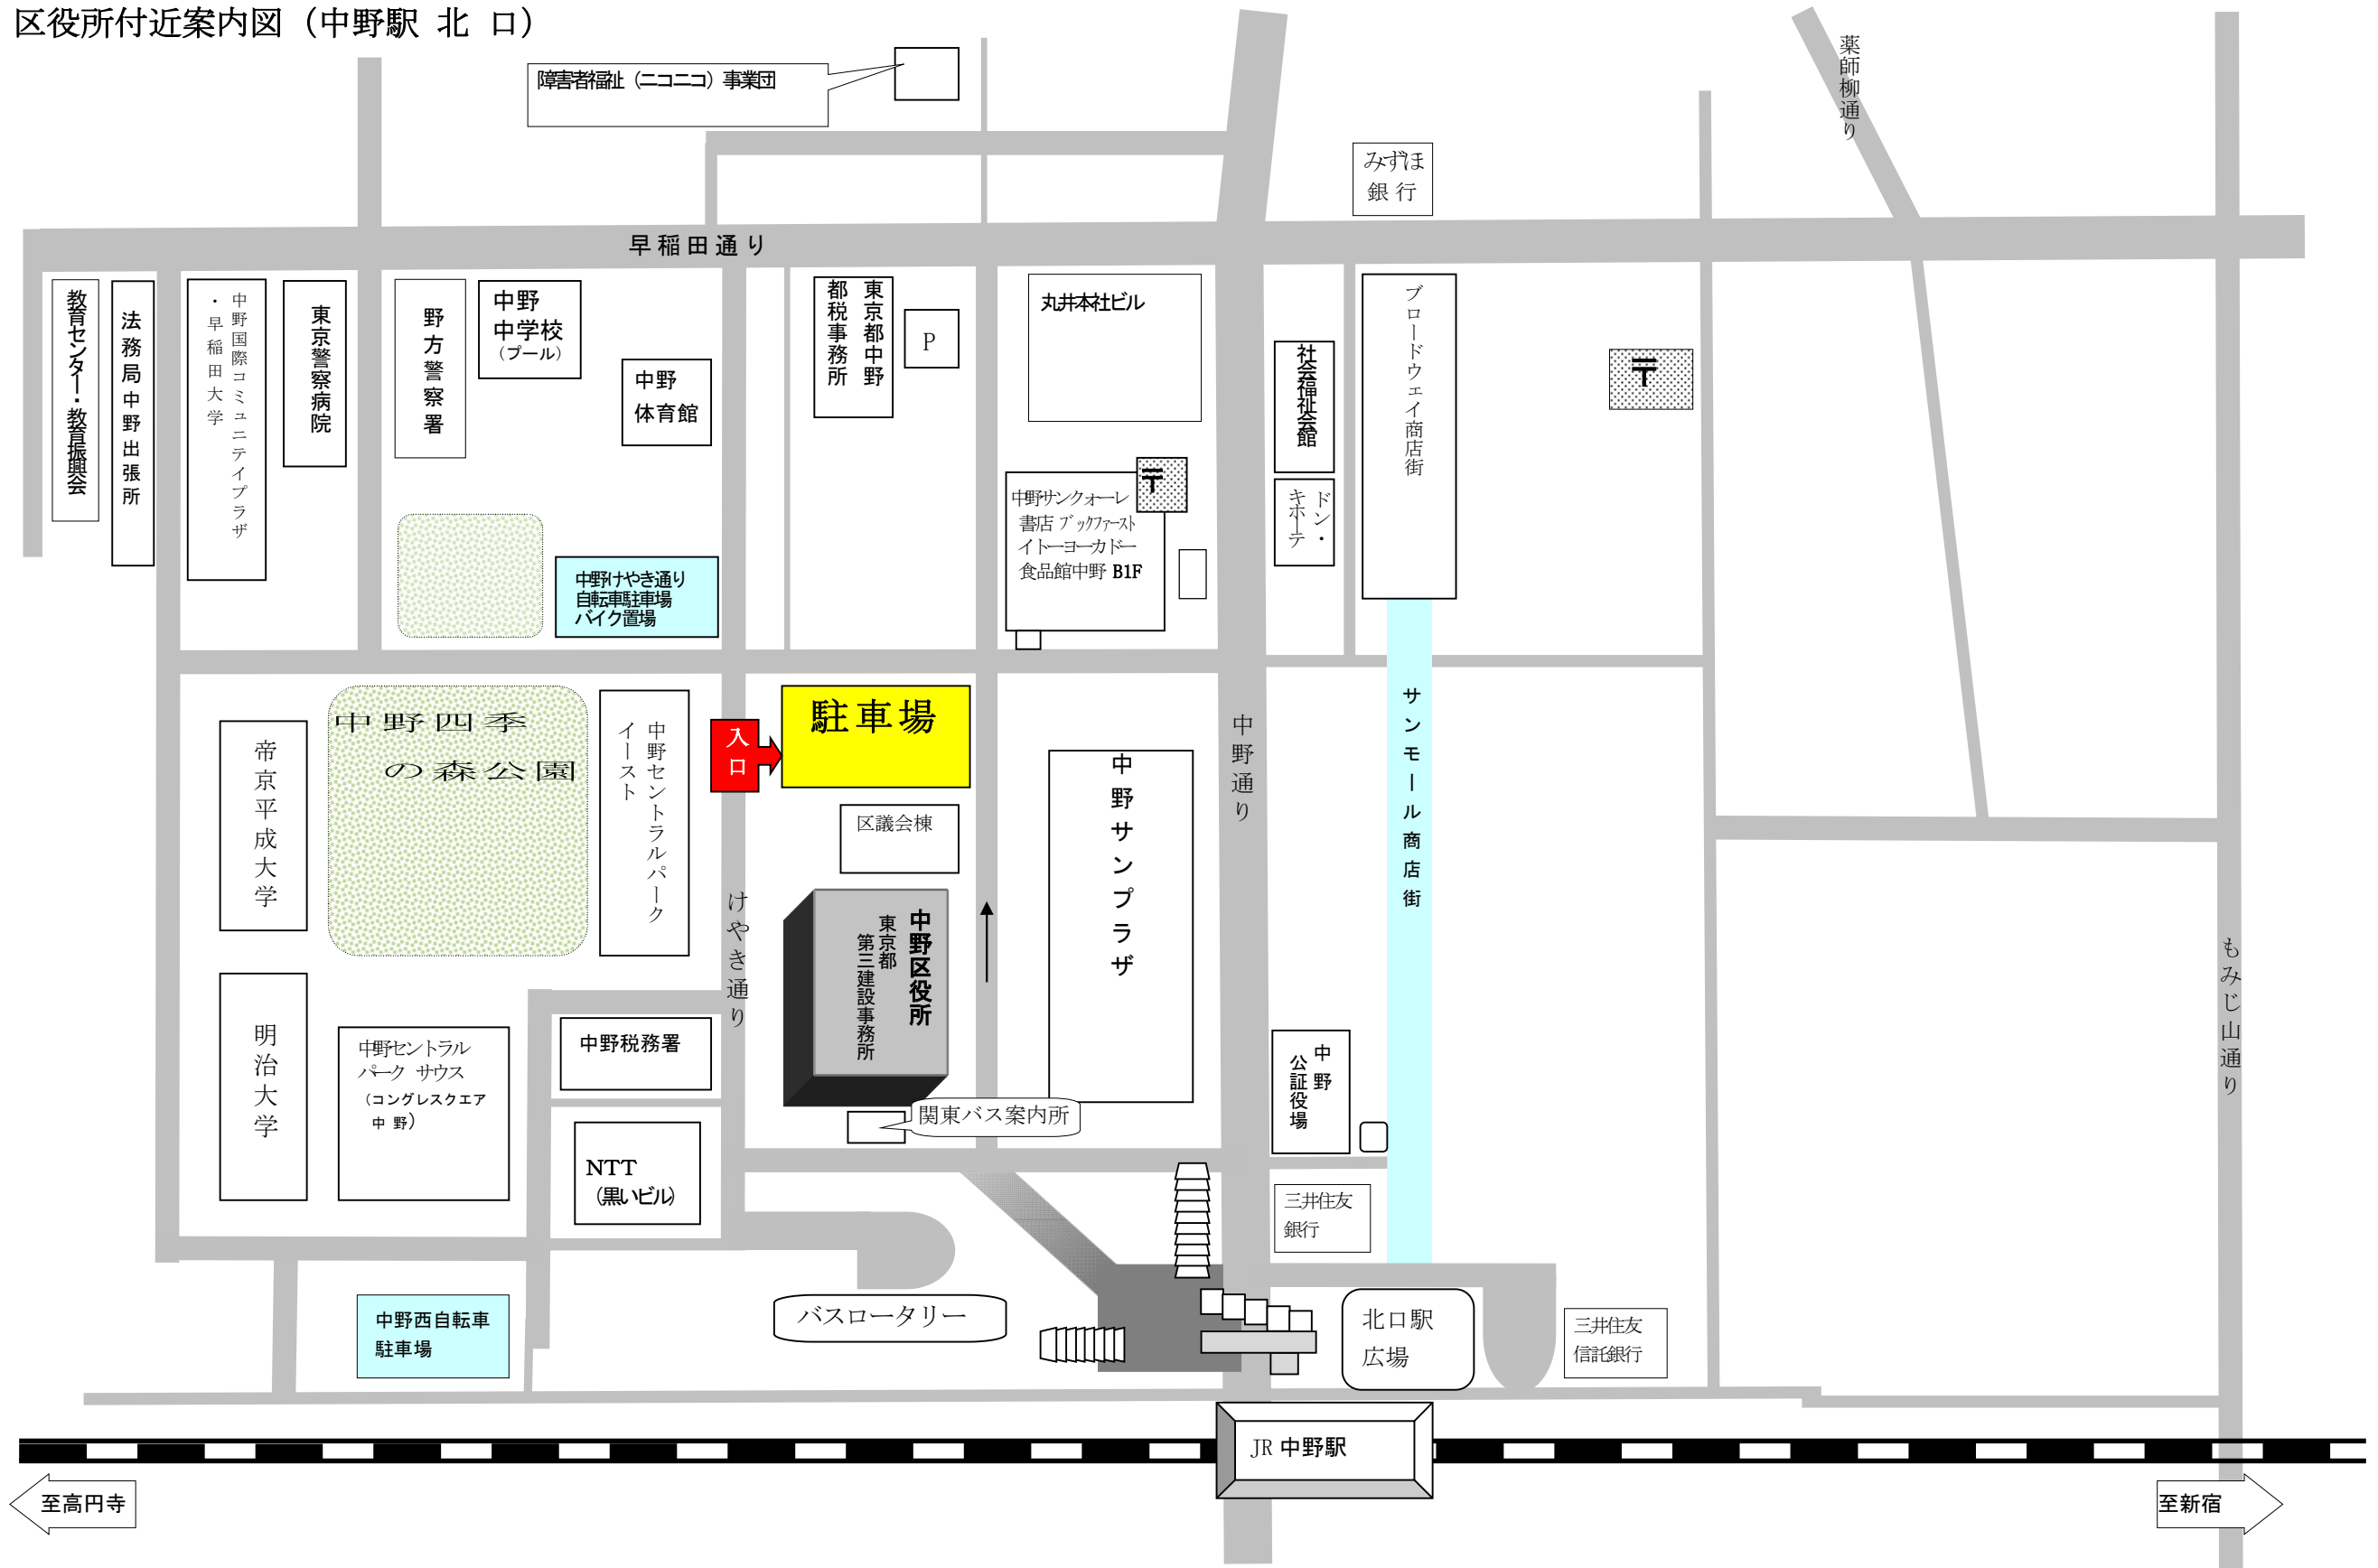 区役所付近案内図（中野駅 北 口）
障害者福祉（ニコニコ）事業団
薬師柳通り
みずほ
銀 行
早稲田通り
教育センター・教育振興会
法務局中野出張所
中野国際コミュニテイプラザ
・早稲田大学
東京警察病院
野方警察署
中野
中学校
（プール）
中野
体育館
東京都中野
都税事務所
P
丸井本社ビル
社会福祉会館
ブロードウェイ商店街
〒
〒
中野サンクォーレ
書店 ブックファースト
イトーヨーカドー
食品館中野 B1F
ドン・
キホーテ
中野けやき通り
自転車駐車場
バイク置場
中野四季
の森公園
中野セントラルパーク
イースト
入口
駐車場
区議会棟
中野サンプラザ
中野通り
サンモール商店街
帝京平成大学
けやき通り
中野区役所
東京都
第三建設事務所
もみじ山通り
明治大学
中野セントラル
パーク サウス
（コングレスクエア
中 野）
中野税務署
関東バス案内所
中野
公証役場
NTT
（黒いビル）
三井住友
銀行
中野西自転車
駐車場
バスロータリー
北口駅
広場
三井住友
信託銀行
JR 中野駅
至高円寺
至新宿